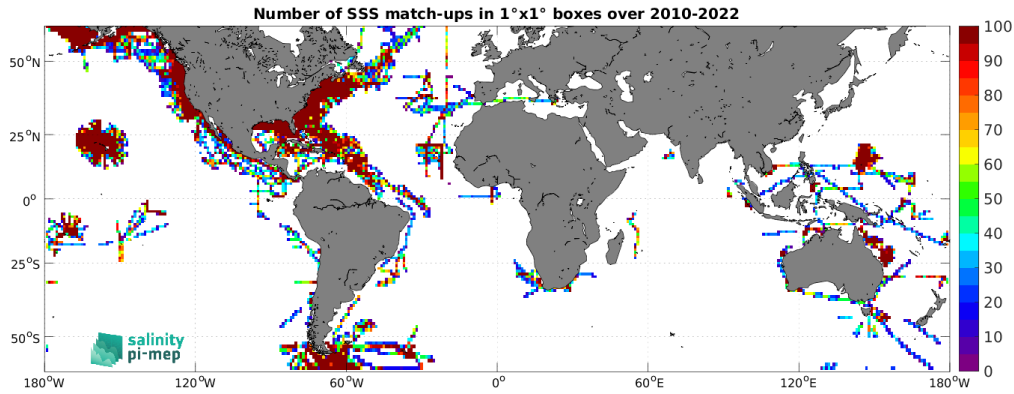 Number of SSS match-ups in 1°x1° boxes over 2010-2022
50°N
25°N
0°
25°S
50°S
180°W
120°W
60°W
0°
60°E
120°E
180°W
100
90
80
70
60
50
40
30
20
10
0
salinity
pi-mep